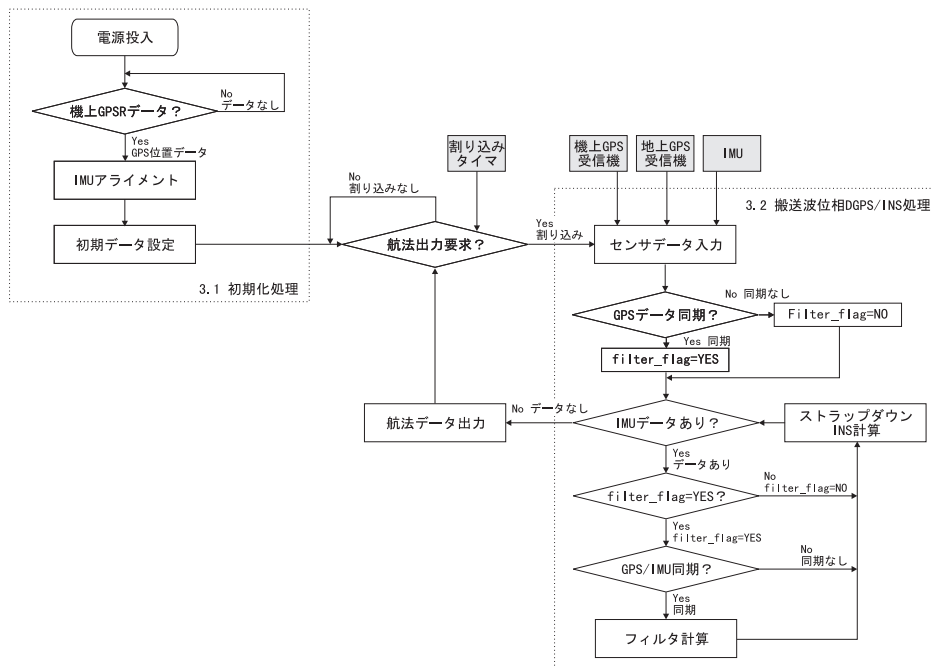 電源投入
No
データなし
機上GPSRデータ？
Yes
GPS位置データ
IMUアライメント
初期データ設定
3.1 初期化処理
割り込み
タイマ
No
割り込みなし
航法出力要求？
Yes
割り込み
航法データ出力
機上GPS
受信機
地上GPS
受信機
IMU
3.2 搬送波位相DGPS/INS処理
センサデータ入力
GPSデータ同期？
No 同期なし
Filter_flag=NO
Yes 同期
filter_flag=YES
IMUデータあり？
No データなし
ストラップダウン
INS計算
Yes
データあり
filter_flag=YES？
No
filter_flag=NO
Yes
filter_flag=YES
GPS/IMU同期？
No
同期なし
Yes
同期
フィルタ計算